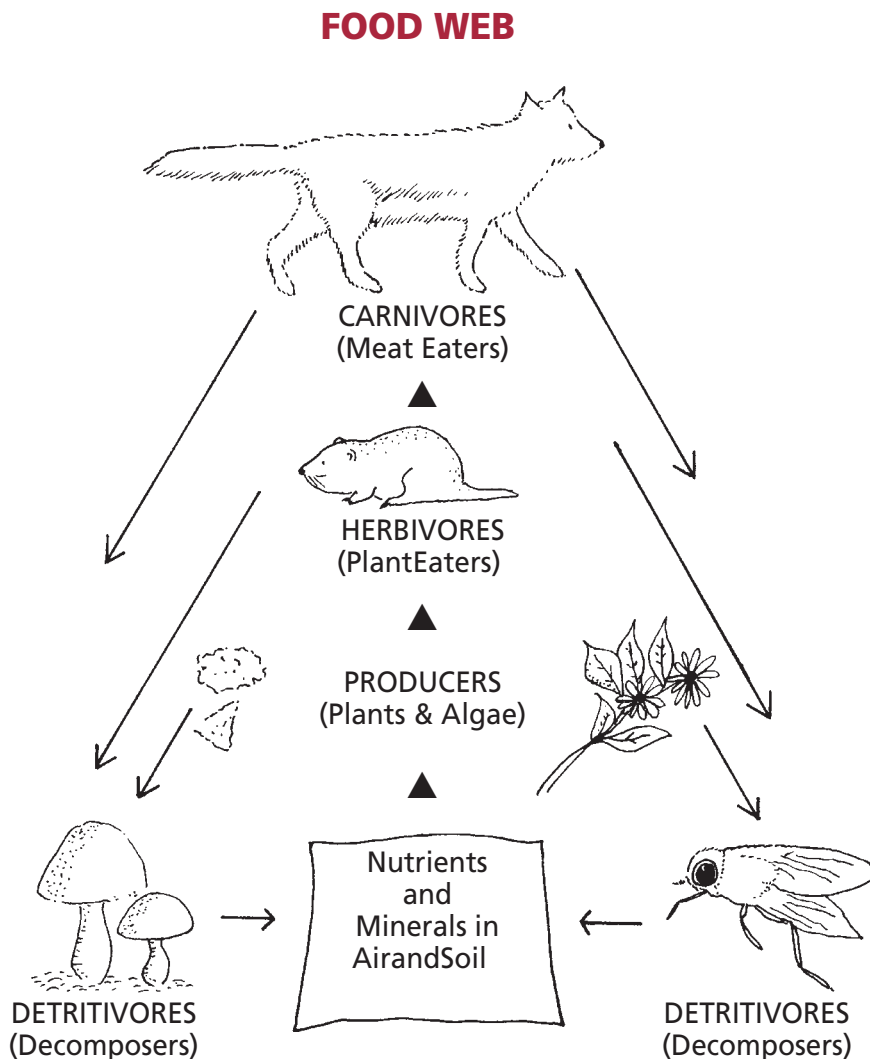 FOOD WEB
CARNIVORES
(Meat Eaters)
HERBIVORES
(PlantEaters)
PRODUCERS
(Plants & Algae)
Nutrients
and
Minerals in
AirandSoil
DETRITIVORES
(Decomposers)
DETRITIVORES
(Decomposers)